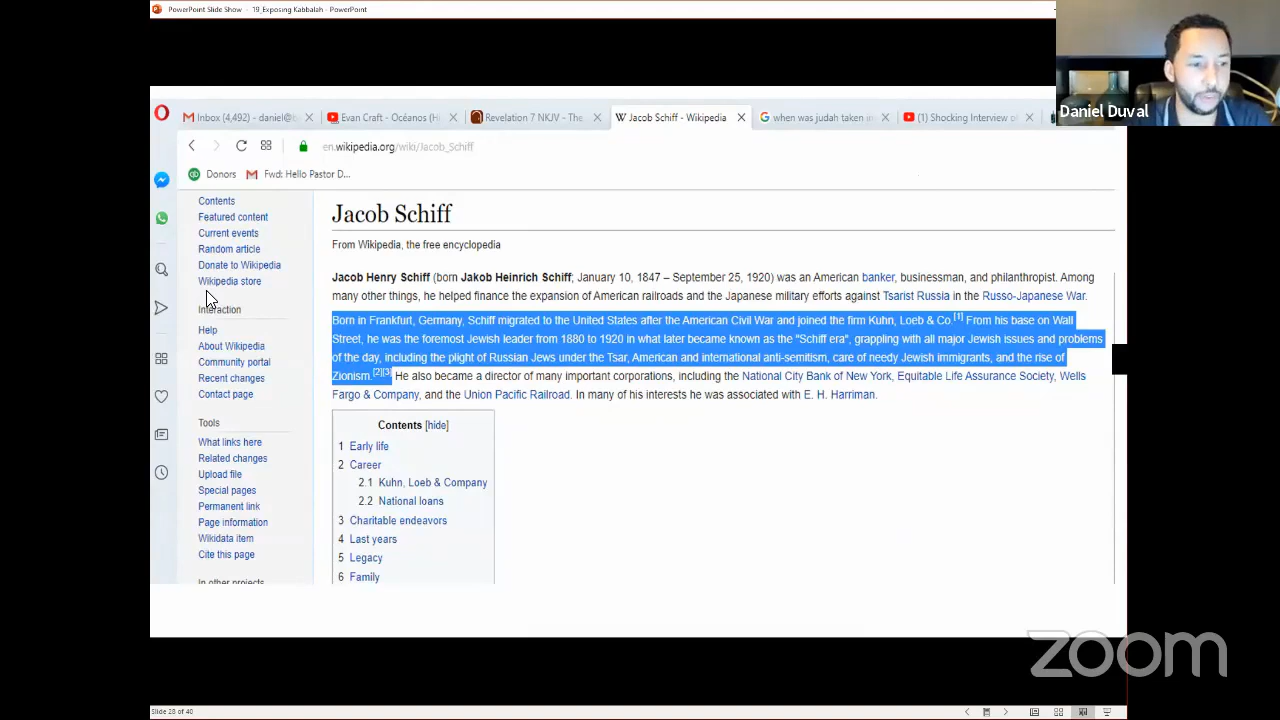 PowerPoint Slide Show - 19_Exposing Kabbalah - PowerPoint
Daniel Duval
Inbox (4,492) - daniel@
Evan Craft - Océanos (H
Revelation 7 NKJV - The
W Jacob Schiff - Wikipedia
when was judah taken in
(1) Shocking Interview o
en.wikipedia.org/wiki/Jacob_Schiff
Donors
Fwd: Hello Pastor D...
Contents
Featured content
Current events
Random article
Donate to Wikipedia
Wikipedia store
Interaction
Help
About Wikipedia
Community portal
Recent changes
Contact page
Tools
What links here
Related changes
Upload file
Special pages
Permanent link
Page information
Wikidata item
Cite this page
In other projects
Jacob Schiff
From Wikipedia, the free encyclopedia
Jacob Henry Schiff (born Jakob Heinrich Schiff; January 10, 1847 – September 25, 1920) was an American banker, businessman, and philanthropist. Among
many other things, he helped finance the expansion of American railroads and the Japanese military efforts against Tsarist Russia in the Russo-Japanese War.
Born in Frankfurt, Germany, Schiff migrated to the United States after the American Civil War and joined the firm Kuhn, Loeb & Co.[1] From his base on Wall
Street, he was the foremost Jewish leader from 1880 to 1920 in what later became known as the "Schiff era", grappling with all major Jewish issues and problems
of the day, including the plight of Russian Jews under the Tsar, American and international anti-semitism, care of needy Jewish immigrants, and the rise of
Zionism.[2][3] He also became a director of many important corporations, including the National City Bank of New York, Equitable Life Assurance Society, Wells
Fargo & Company, and the Union Pacific Railroad. In many of his interests he was associated with E. H. Harriman.
Contents [hide]
1 Early life
2 Career
2.1 Kuhn, Loeb & Company
2.2 National loans
3 Charitable endeavors
4 Last years
5 Legacy
6 Family
zoom
Slide 28 of 40